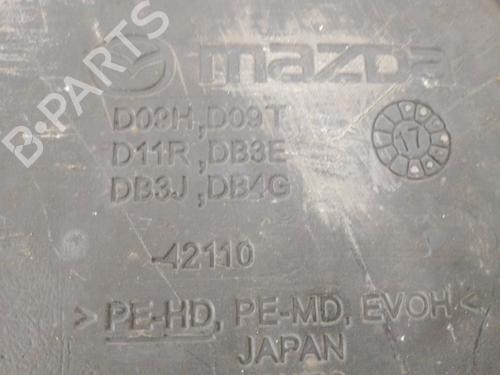 mazda
D09H, D09T
D11R, DB3E
DB3J, DB4G
17
-42110
> PE-HD, PE-MD, EVOH <
JAPAN
B-PARTS